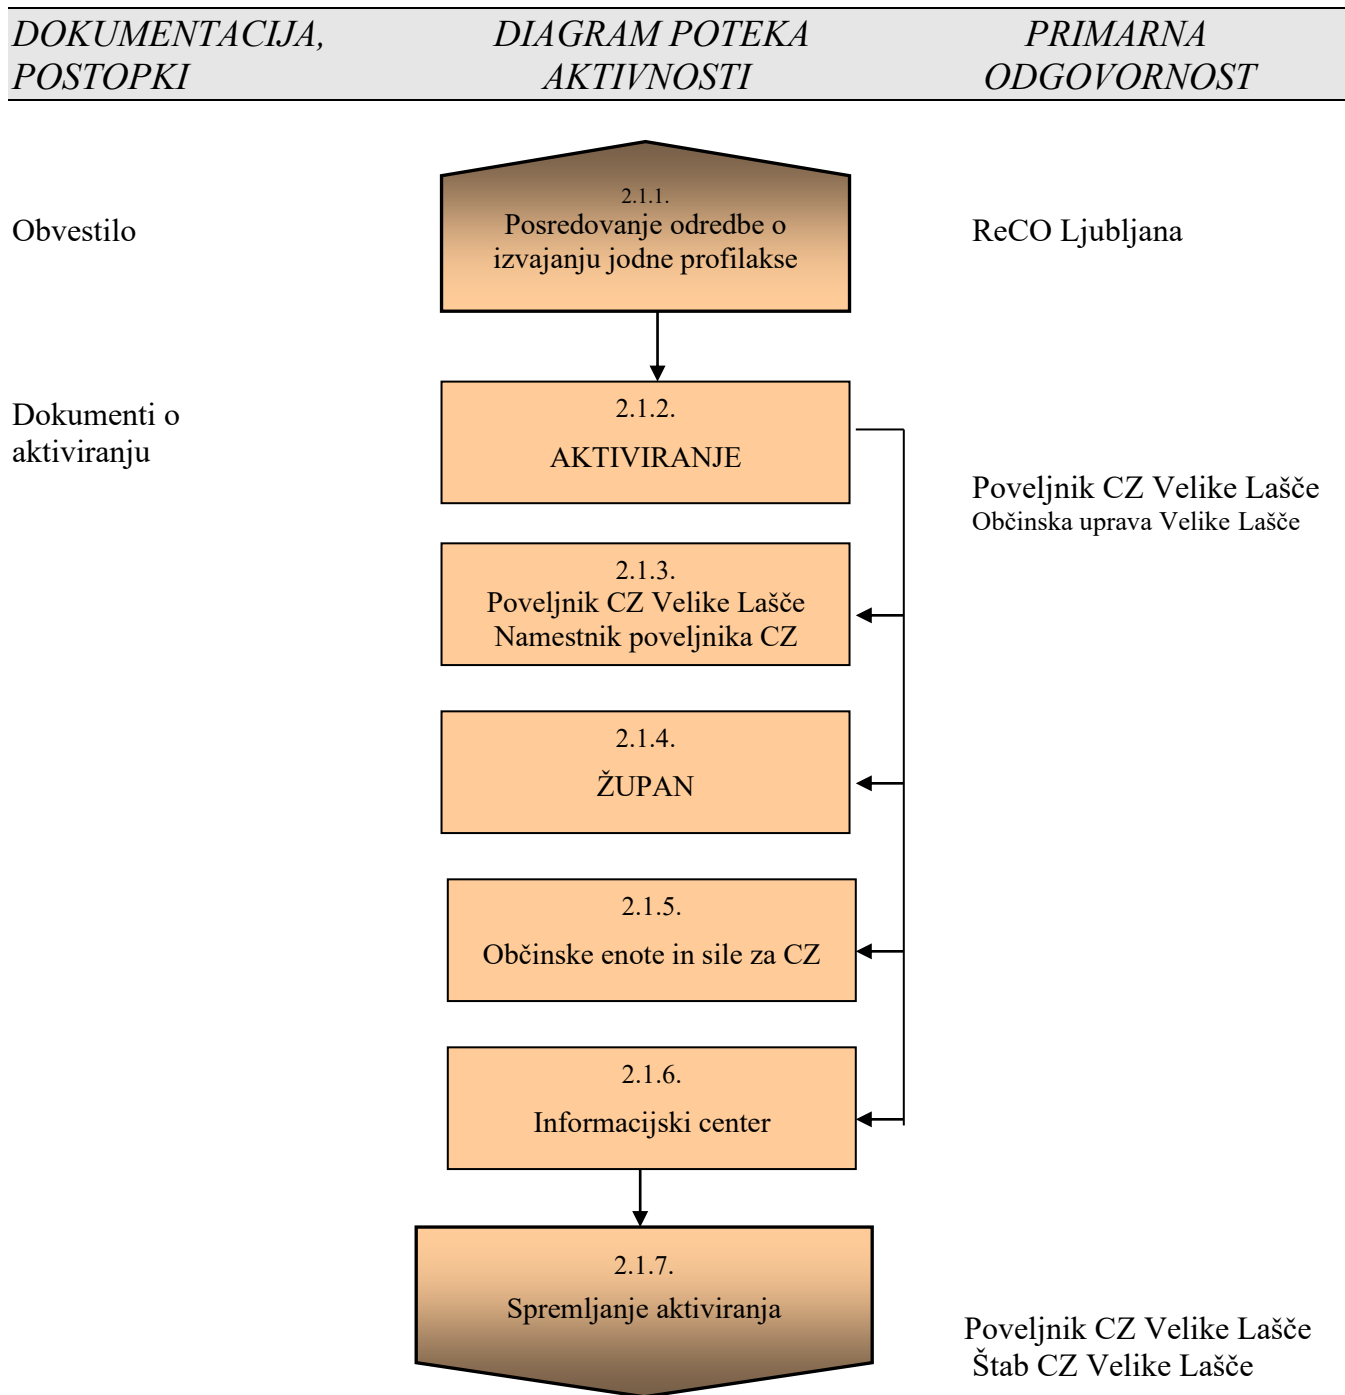 DOKUMENTACIJA,
POSTOPKI
DIAGRAM POTEKA
AKTIVNOSTI
PRIMARNA
ODGOVORNOST
Obvestilo
2.1.1.
Posredovanje odredbe o
izvajanju jodne profilakse
ReCO Ljubljana
Dokumenti o
aktiviranju
2.1.2.
AKTIVIRANJE
Poveljnik CZ Velike Lašče
Občinska uprava Velike Lašče
2.1.3.
Poveljnik CZ Velike Lašče
Namestnik poveljnika CZ
2.1.4.
ŽUPAN
2.1.5.
Občinske enote in sile za CZ
2.1.6.
Informacijski center
2.1.7.
Spremljanje aktiviranja
Poveljnik CZ Velike Lašče
Štab CZ Velike Lašče